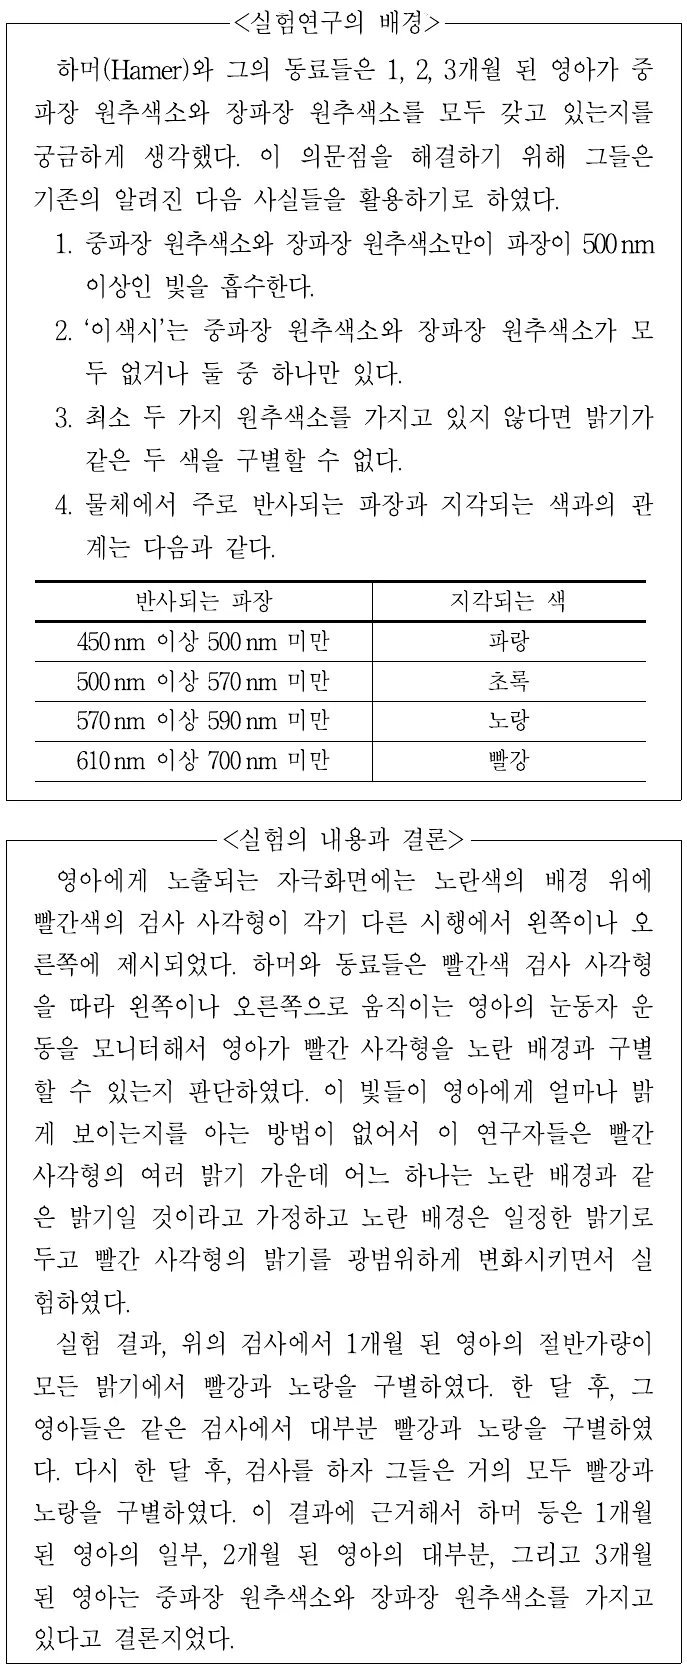 <실험연구의 배경>
하머(Hamer)와 그의 동료들은 1, 2, 3개월 된 영아가 중
파장 원추색소와 장파장 원추색소를 모두 갖고 있는지를
궁금하게 생각했다. 이 의문점을 해결하기 위해 그들은
기존의 알려진 다음 사실들을 활용하기로 하였다.
1. 중파장 원추색소와 장파장 원추색소만이 파장이 500nm
이상인 빛을 흡수한다.
2. ‘이색시’는 중파장 원추색소와 장파장 원추색소가 모
두 없거나 둘 중 하나만 있다.
3. 최소 두 가지 원추색소를 가지고 있지 않다면 밝기가
같은 두 색을 구별할 수 없다.
4. 물체에서 주로 반사되는 파장과 지각되는 색과의 관
계는 다음과 같다.
반사되는 파장 지각되는 색
450nm 이상 500nm 미만 파랑
500nm 이상 570nm 미만 초록
570nm 이상 590nm 미만 노랑
610nm 이상 700nm 미만 빨강
<실험의 내용과 결론>
영아에게 노출되는 자극화면에는 노란색의 배경 위에
빨간색의 검사 사각형이 각기 다른 시행에서 왼쪽이나 오
른쪽에 제시되었다. 하머와 동료들은 빨간색 검사 사각형
을 따라 왼쪽이나 오른쪽으로 움직이는 영아의 눈동자 운
동을 모니터해서 영아가 빨간 사각형을 노란 배경과 구별
할 수 있는지 판단하였다. 이 빛들이 영아에게 얼마나 밝
게 보이는지를 아는 방법이 없어서 이 연구자들은 빨간
사각형의 여러 밝기 가운데 어느 하나는 노란 배경과 같
은 밝기일 것이라고 가정하고 노란 배경은 일정한 밝기로
두고 빨간 사각형의 밝기를 광범위하게 변화시키면서 실
험하였다.
실험 결과, 위의 검사에서 1개월 된 영아의 절반가량이
모든 밝기에서 빨강과 노랑을 구별하였다. 한 달 후, 그
영아들은 같은 검사에서 대부분 빨강과 노랑을 구별하였
다. 다시 한 달 후, 검사를 하자 그들은 거의 모두 빨강과
노랑을 구별하였다. 이 결과에 근거해서 하머 등은 1개월
된 영아의 일부, 2개월 된 영아의 대부분, 그리고 3개월
된 영아는 중파장 원추색소와 장파장 원추색소를 가지고
있다고 결론지었다.